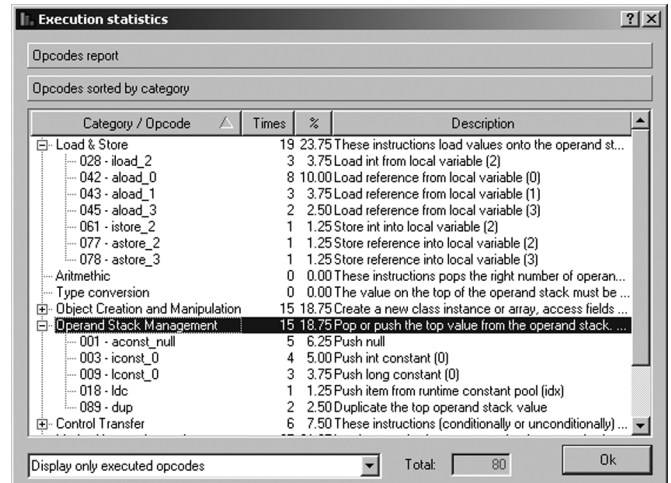 Execution statistics
Opcodes report
Opcodes sorted by category
Category / Opcode Times % Description
Load & Store 19 23.75 These instructions load values onto the operand st...
028 - iload_2 3 3.75 Load int from local variable (2)
042 - aload_0 8 10.00 Load reference from local variable (0)
043 - aload_1 3 3.75 Load reference from local variable (1)
045 - aload_3 2 2.50 Load reference from local variable (3)
061 - istore_2 1 1.25 Store int into local variable (2)
077 - astore_2 1 1.25 Store reference into local variable (2)
078 - astore_3 1 1.25 Store reference into local variable (3)
Aritmethic 0 0.00 These instructions pops the right number of operan...
Type conversion 0 0.00 The value on the top of the operand stack must be ...
Object Creation and Manipulation 15 18.75 Create a new class instance or array, access fields ...
Operand Stack Management 15 18.75 Pop or push the top value from the operand stack. ...
001 - aconst_null 5 6.25 Push null
003 - iconst_0 4 5.00 Push int constant (0)
009 - lconst_0 3 3.75 Push long constant (0)
018 - ldc 1 1.25 Push item from runtime constant pool (idx)
089 - dup 2 2.50 Duplicate the top operand stack value
Control Transfer 6 7.50 These instructions (conditionally or unconditionally) ...
Display only executed opcodes Total: 80 Ok